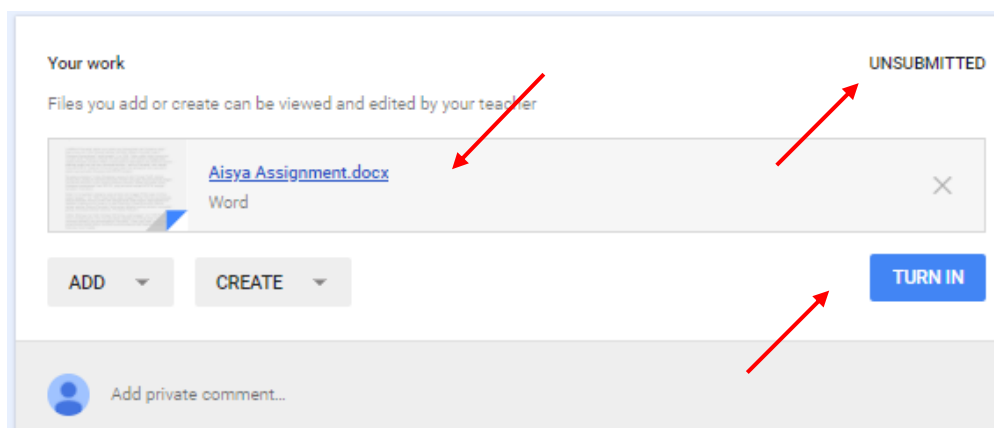 Your work
UNSUBMITTED
Files you add or create can be viewed and edited by your teacher
Aisya Assignment.docx
Word
ADD
CREATE
TURN IN
Add private comment...